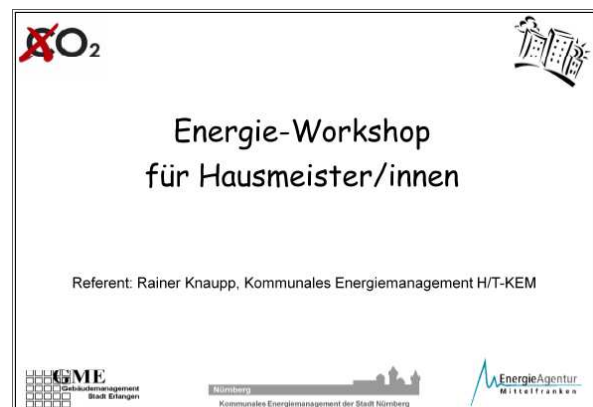 CO2
Energie-Workshop
für Hausmeister/innen
Referent: Rainer Knaupp, Kommunales Energiemanagement H/T-KEM
GME
Gebäudemanagement
Stadt Erlangen
Nürnberg
Kommunales Energiemanagement der Stadt Nürnberg
EnergieAgentur
Mittelfranken